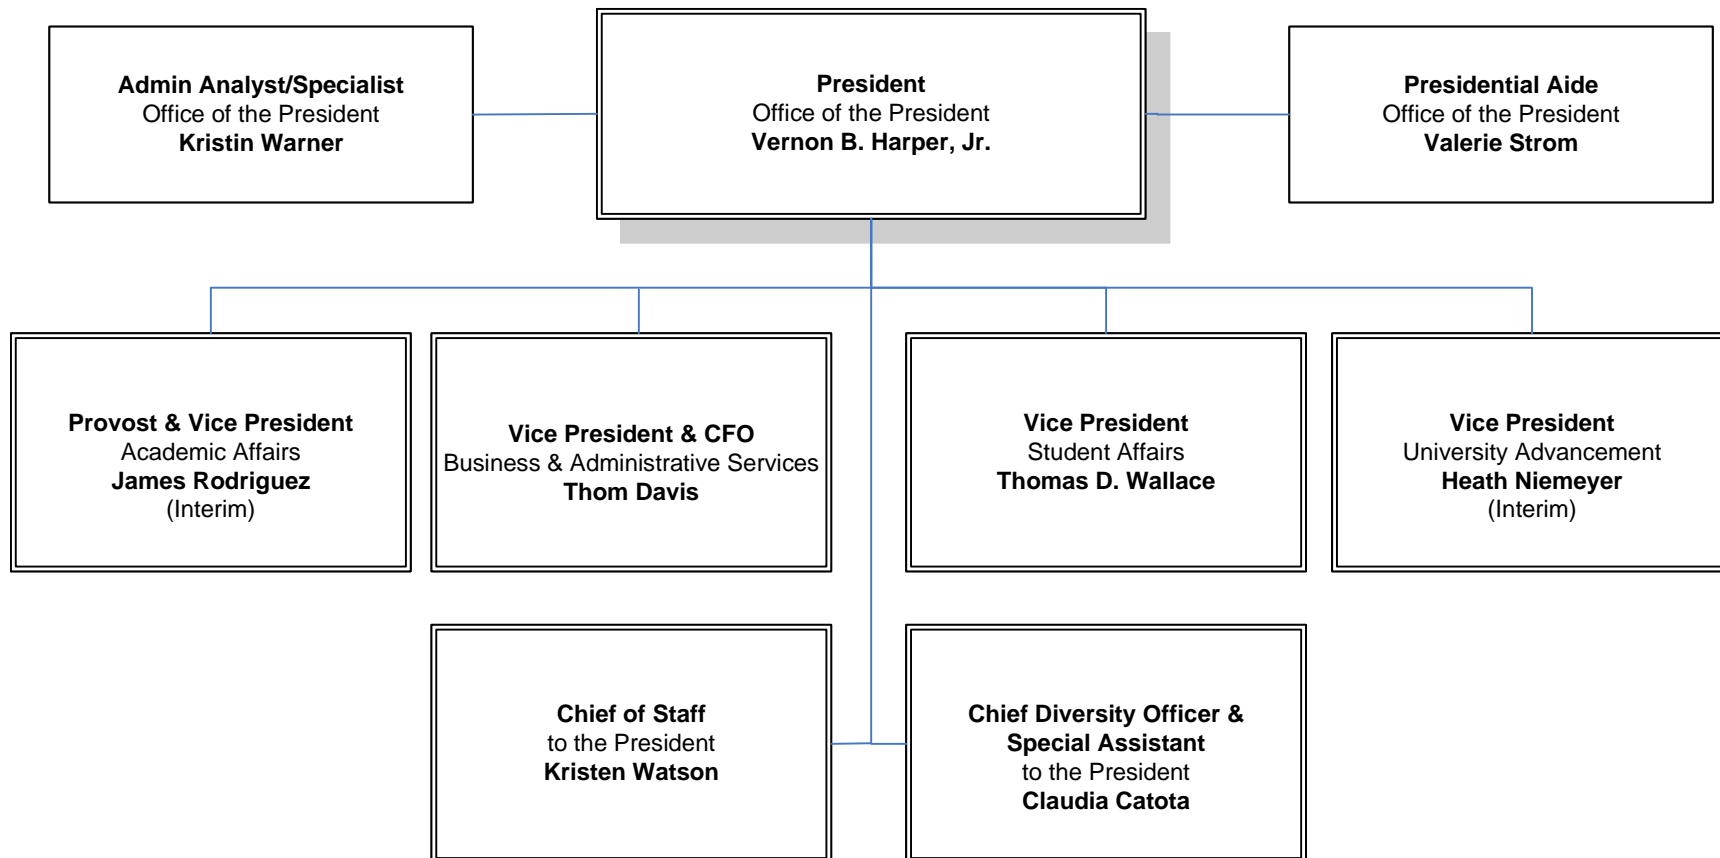 Admin Analyst/Specialist
Office of the President
Kristin Warner
President
Office of the President
Vernon B. Harper, Jr.
Presidential Aide
Office of the President
Valerie Strom
Provost & Vice President
Academic Affairs
James Rodriguez
(Interim)
Vice President & CFO
Business & Administrative Services
Thom Davis
Vice President
Student Affairs
Thomas D. Wallace
Vice President
University Advancement
Heath Niemeyer
(Interim)
Chief of Staff
to the President
Kristen Watson
Chief Diversity Officer &
Special Assistant
to the President
Claudia Catota